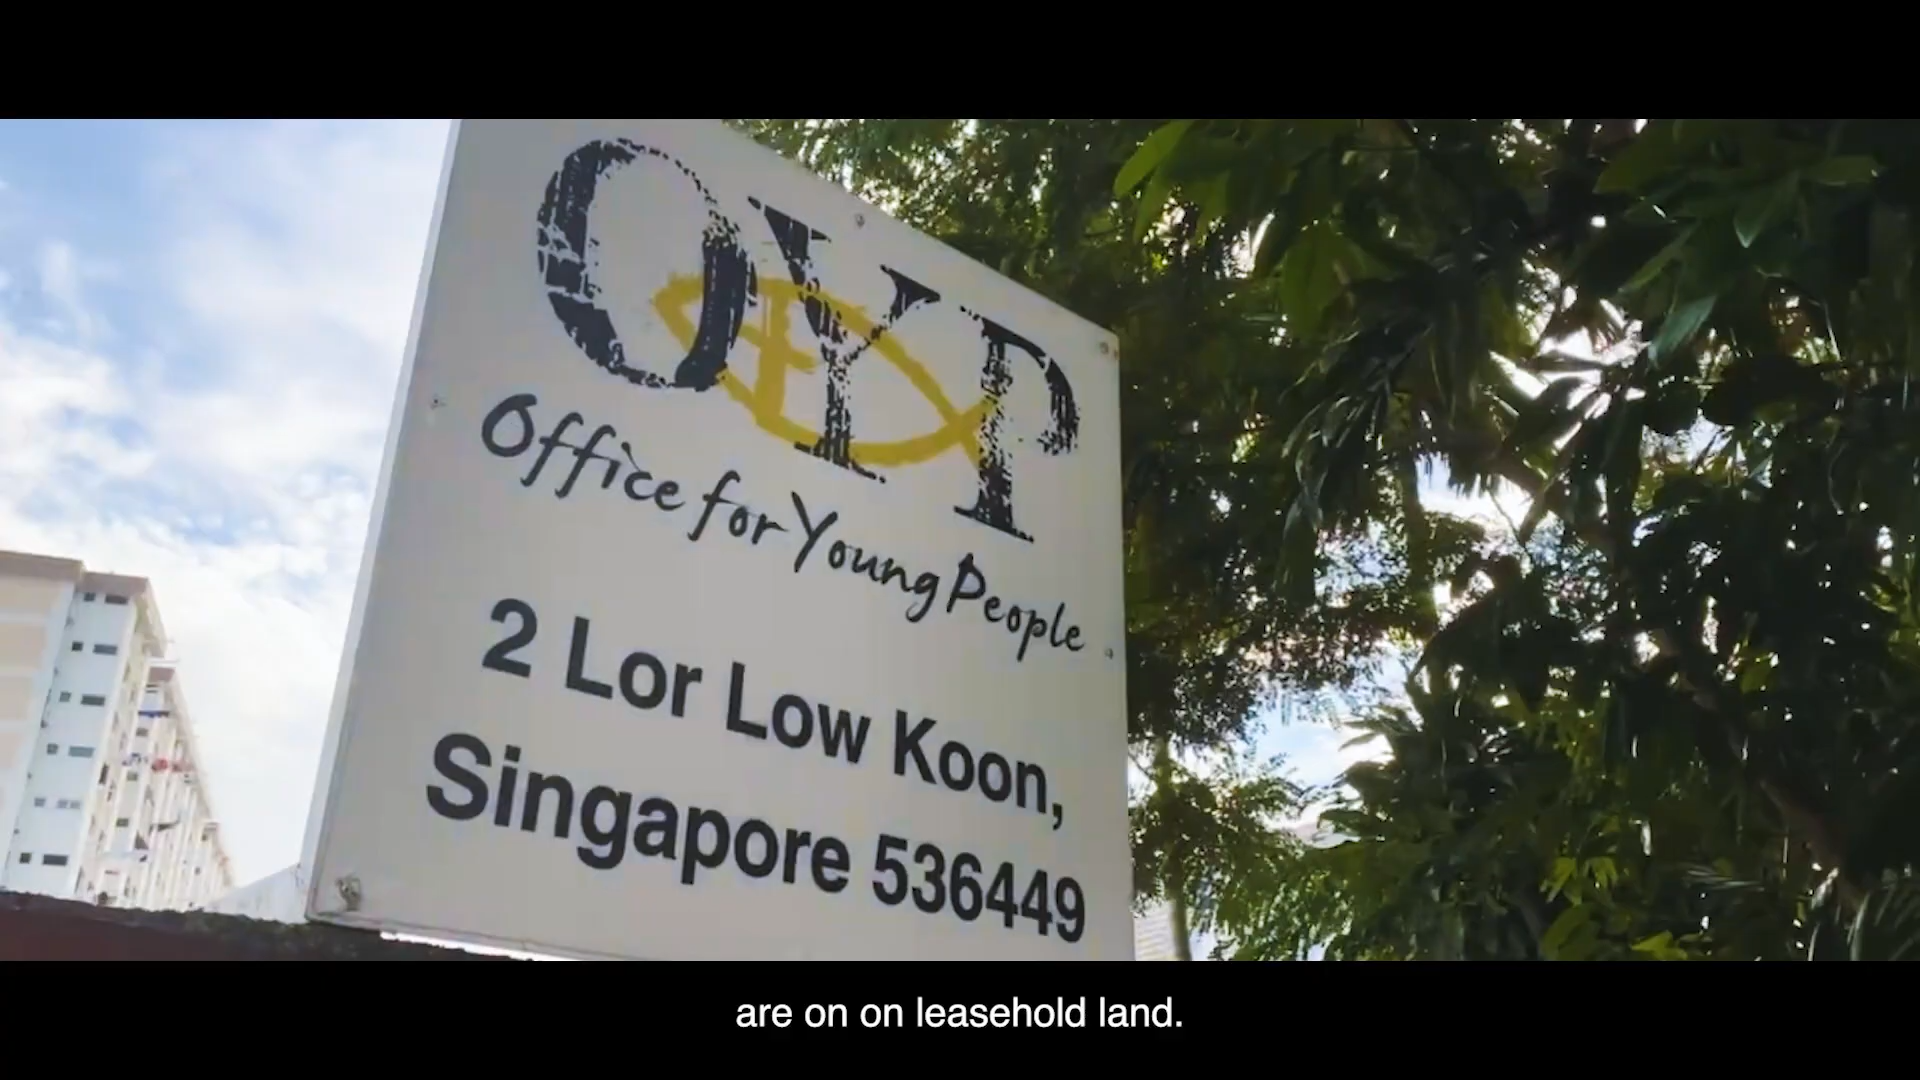 OYP
Office for Young People
2 Lor Low Koon,
Singapore 536449
are on on leasehold land.